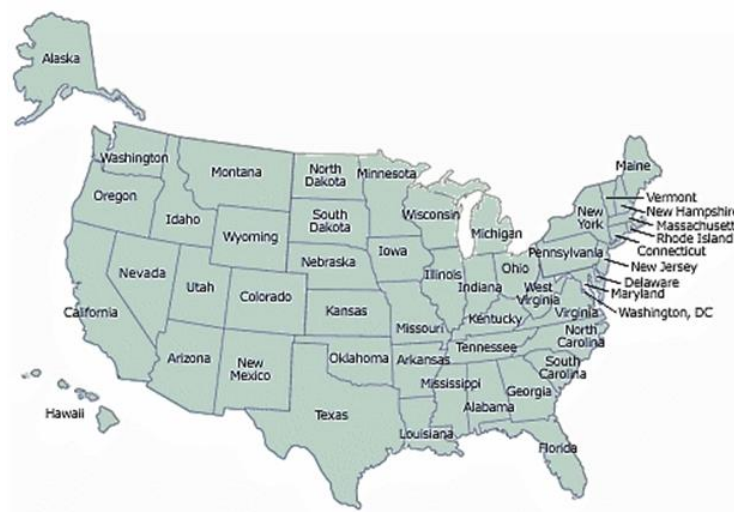 Alaska
Washington
Montana
North
Dakota
Minnesota
Maine
Oregon
Idaho
Wyoming
South
Dakota
Wisconsin
Michigan
New
York
Vermont
New Hampshire
Massachusett
Rhode Island
Connecticut
Nevada
Utah
Colorado
Nebraska
Iowa
Illinois
Indiana
Ohio
Pennsylvania
New Jersey
Delaware
Maryland
Washington, DC
California
Kansas
Missouri
Kentucky
West
Virginia
Virginia
Arizona
New
Mexico
Oklahoma
Arkansas
Tennessee
North
Carolina
South
Carolina
Hawaii
Texas
Louisiana
Mississippi
Alabama
Georgia
Florida